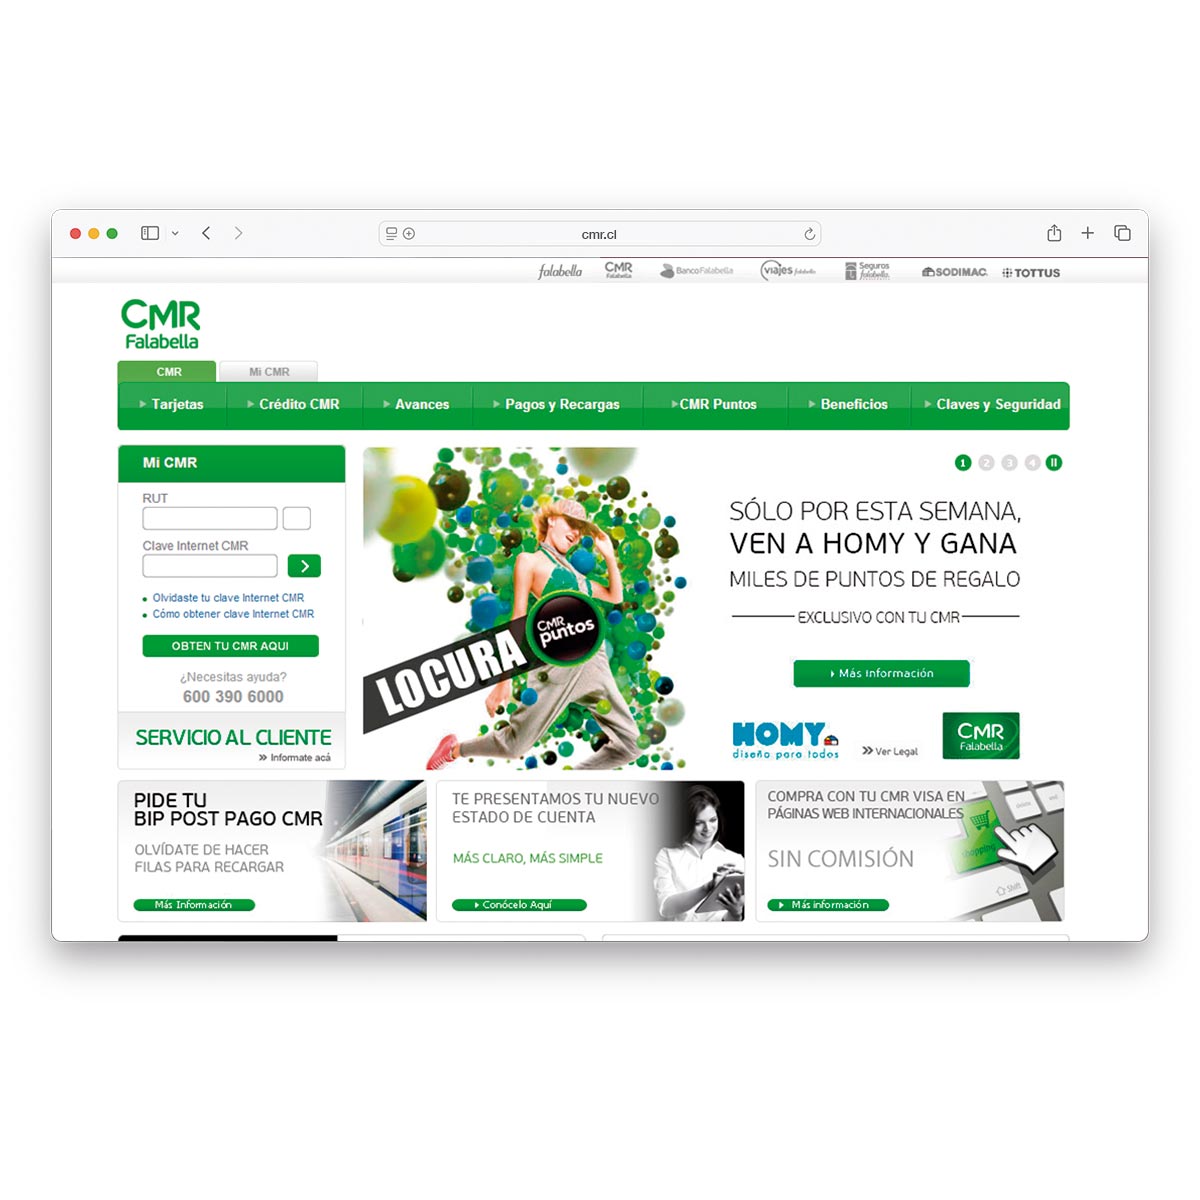 cmr.cl
falabella
CMR
Falabella
BancoFalabella
viajes falabella
Seguros
falabella.
SODIMAC.
TOTTUS
CMR
Falabella
CMR
Mi CMR
Tarjetas
Crédito CMR
Avances
Pagos y Recargas
CMR Puntos
Beneficios
Claves y Seguridad
Mi CMR
RUT
Clave Internet CMR
Olvidaste tu clave Internet CMR
Cómo obtener clave Internet CMR
OBTEN TU CMR AQUI
¿Necesitas ayuda?
600 390 6000
SERVICIO AL CLIENTE
Informate acá
LOCURA
CMR
puntos
1 2 3 4
SÓLO POR ESTA SEMANA,
VEN A HOMY Y GANA
MILES DE PUNTOS DE REGALO
EXCLUSIVO CON TU CMR
Más Información
HOMY
diseño para todos
Ver Legal
CMR
Falabella
PIDE TU
BIP POST PAGO CMR
OLVÍDATE DE HACER
FILAS PARA RECARGAR
Más Información
TE PRESENTAMOS TU NUEVO
ESTADO DE CUENTA
MÁS CLARO, MÁS SIMPLE
Conócelo Aquí
COMPRA CON TU CMR VISA EN
PÁGINAS WEB INTERNACIONALES
SIN COMISIÓN
Más información
shopping
delete
end
Shift